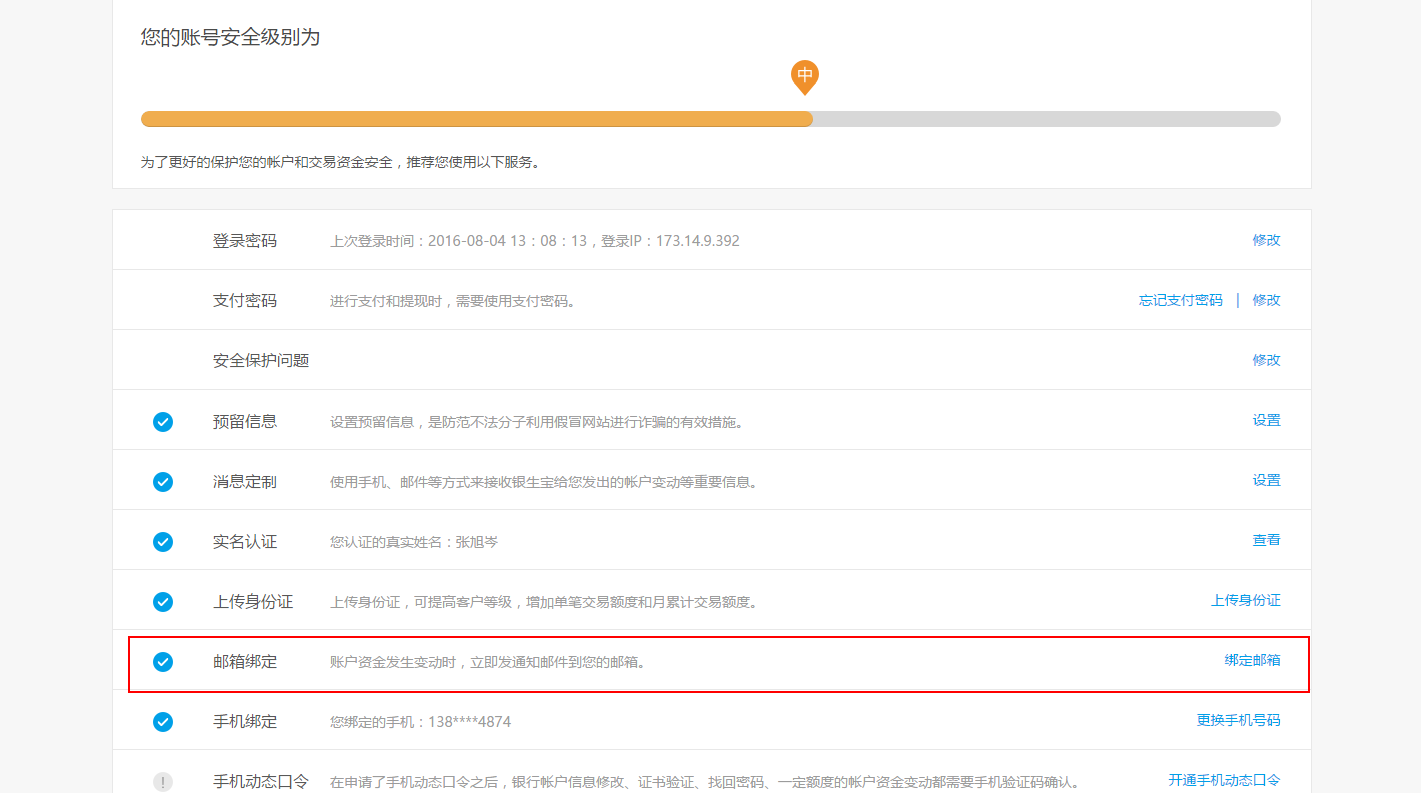 您的账号安全级别为
中
为了更好的保护您的帐户和交易资金安全，推荐您使用以下服务。
登录密码 上次登录时间：2016-08-04 13：08：13，登录IP：173.14.9.392 修改
支付密码 进行支付和提现时，需要使用支付密码。 忘记支付密码 | 修改
安全保护问题 修改
预留信息 设置预留信息，是防范不法分子利用假冒网站进行诈骗的有效措施。 设置
消息定制 使用手机、邮件等方式来接收银生宝给您发出的帐户变动等重要信息。 设置
实名认证 您认证的真实姓名：张旭岑 查看
上传身份证 上传身份证，可提高客户等级，增加单笔交易额度和月累计交易额度。 上传身份证
邮箱绑定 账户资金发生变动时，立即发通知邮件到您的邮箱。 绑定邮箱
手机绑定 您绑定的手机：138****4874 更换手机号码
手机动态口令 在申请了手机动态口令之后，银行帐户信息修改、证书验证、找回密码、一定额度的帐户资金变动都需要手机验证码确认。 开通手机动态口令